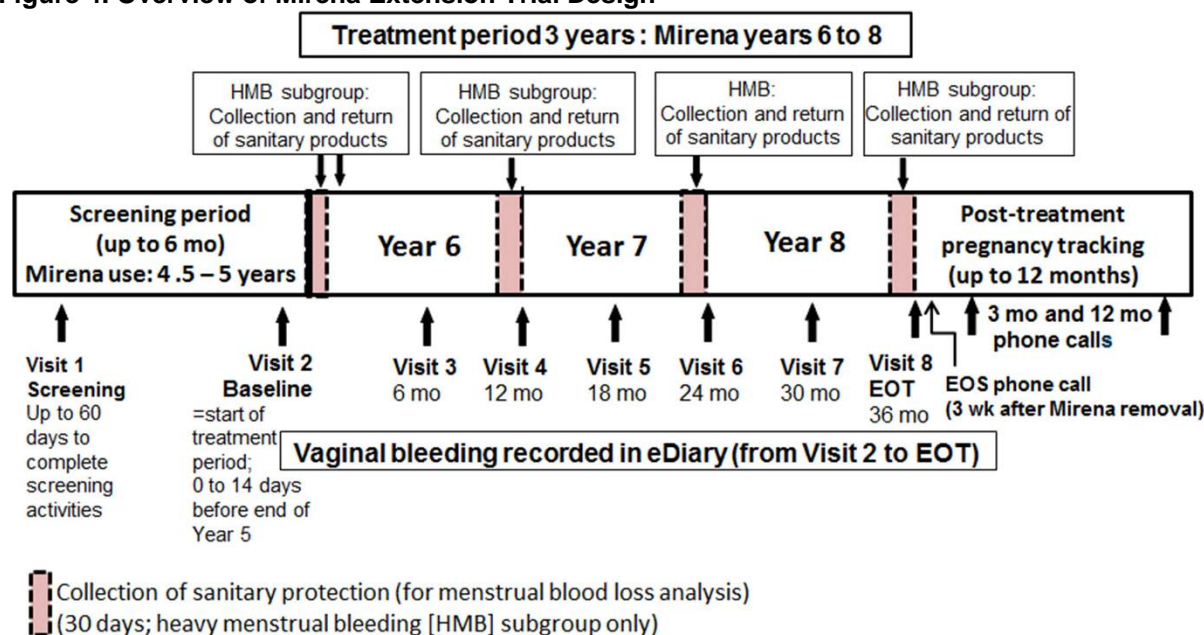 Treatment period 3 years : Mirena years 6 to 8
HMB subgroup:
Collection and return
of sanitary products
HMB subgroup:
Collection and return
of sanitary products
HMB:
Collection and return
of sanitary products
HMB subgroup:
Collection and return of
sanitary products
Screening period
(up to 6 mo)
Mirena use: 4 .5 – 5 years
Year 6
Year 7
Year 8
Post-treatment
pregnancy tracking
(up to 12 months)
Visit 1
Screening
Up to 60
days to
complete
screening
activities
Visit 2
Baseline
=start of
treatment
period;
0 to 14 days
before end of
Year 5
Visit 3
6 mo
Visit 4
12 mo
Visit 5
18 mo
Visit 6
24 mo
Visit 7
30 mo
Visit 8
EOT
36 mo
3 mo and 12 mo
phone calls
EOS phone call
(3 wk after Mirena removal)
Vaginal bleeding recorded in eDiary (from Visit 2 to EOT)
Collection of sanitary protection (for menstrual blood loss analysis)
(30 days; heavy menstrual bleeding [HMB] subgroup only)